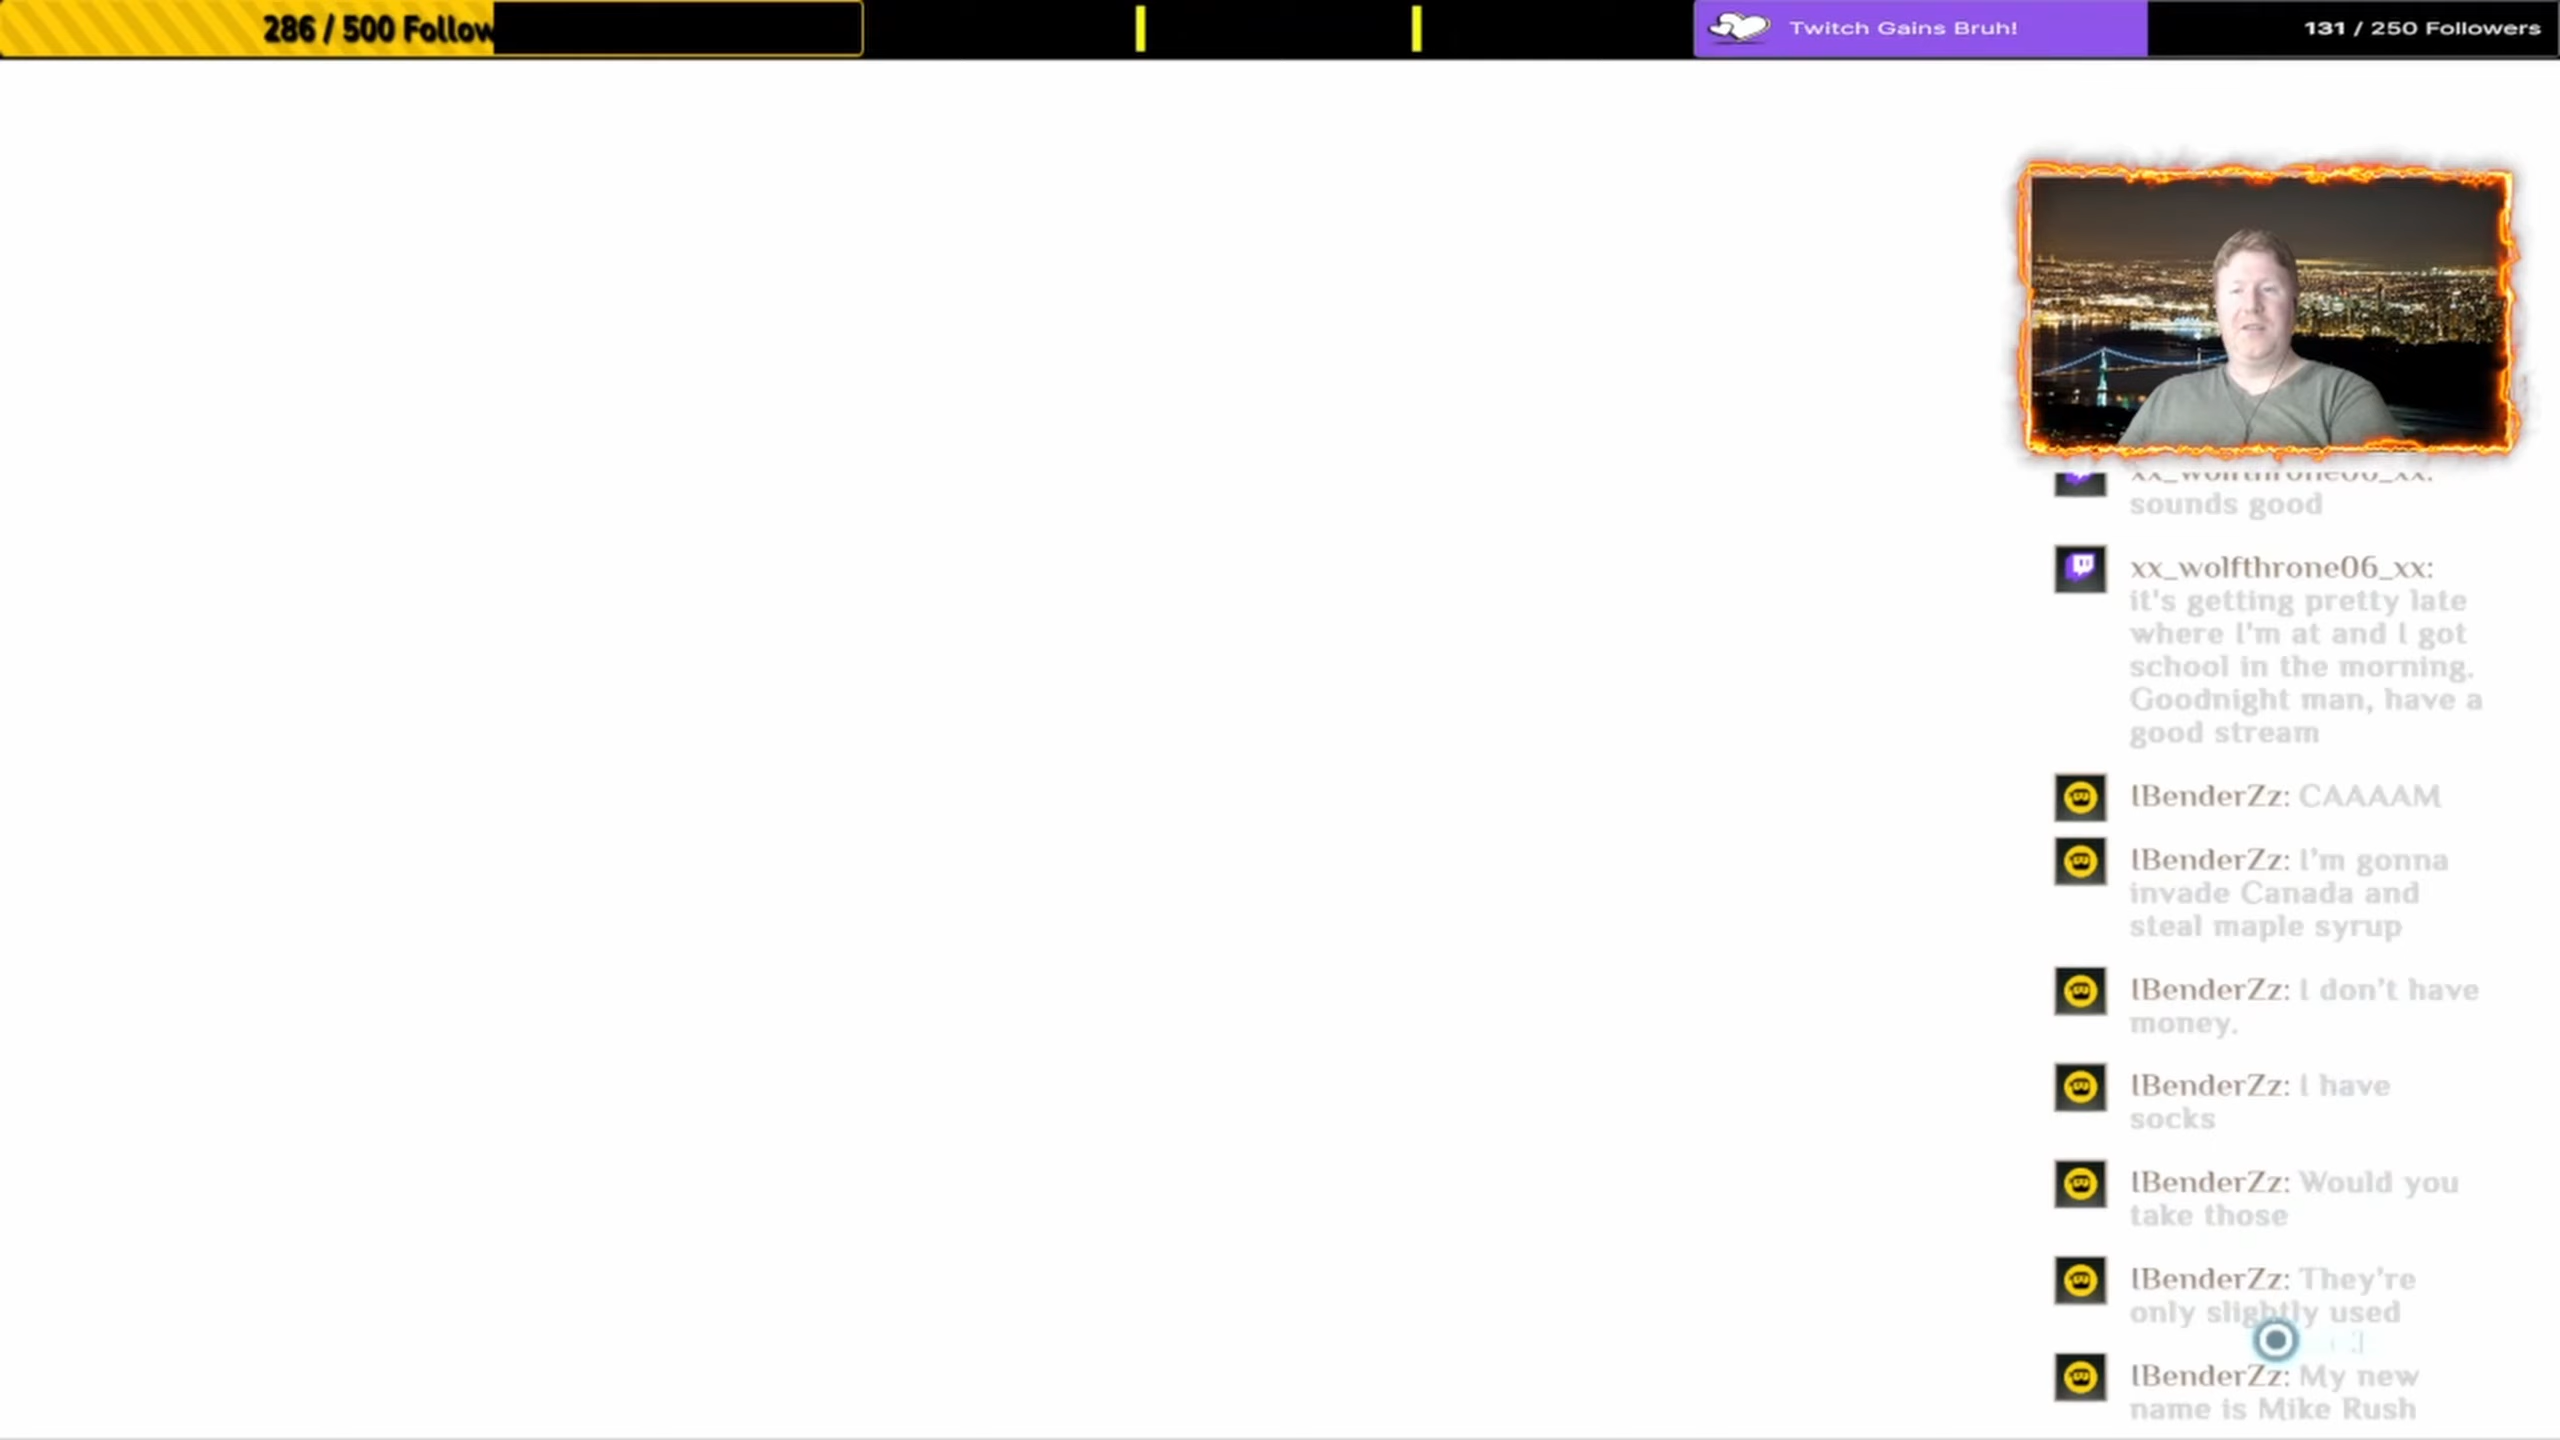 286 / 500 Follow
Twitch Gains Bruh!
131 / 250 Followers
xx_wolfthrone06_xx:
sounds good
xx_wolfthrone06_xx:
it's getting pretty late
where I'm at and I got
school in the morning.
Goodnight man, have a
good stream
lBenderZz: CAAAAM
lBenderZz: I'm gonna
invade Canada and
steal maple syrup
lBenderZz: I don't have
money.
lBenderZz: I have
socks
lBenderZz: Would you
take those
lBenderZz: They're
only slightly used
lBenderZz: My new
name is Mike Rush